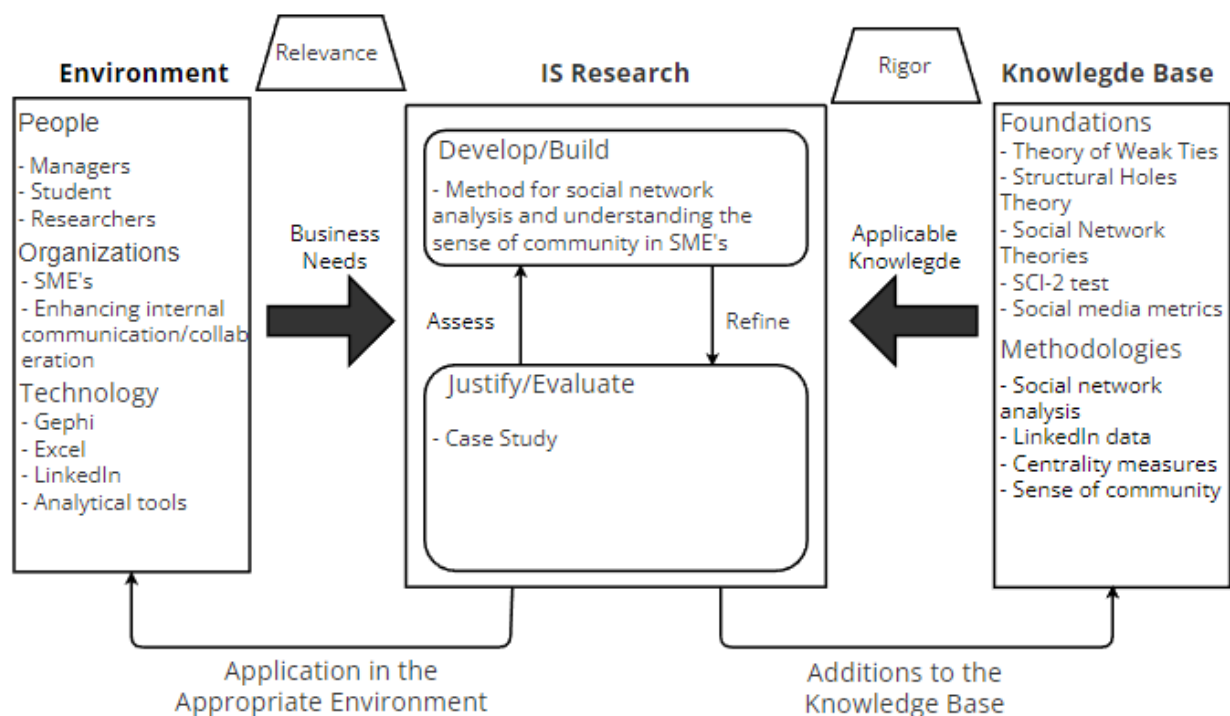 Relevance
Rigor
Environment
IS Research
Knowlegde Base
People
- Managers
- Student
- Researchers
Organizations
- SME's
- Enhancing internal
communication/collab
eration
Technology
- Gephi
- Excel
- LinkedIn
- Analytical tools
Business
Needs
Develop/Build
- Method for social network
analysis and understanding the
sense of community in SME's
Assess
Refine
Justify/Evaluate
- Case Study
Applicable
Knowlegde
Foundations
- Theory of Weak Ties
- Structural Holes
Theory
- Social Network
Theories
- SCI-2 test
- Social media metrics
Methodologies
- Social network
analysis
- LinkedIn data
- Centrality measures
- Sense of community
Application in the
Appropriate Environment
Additions to the
Knowledge Base